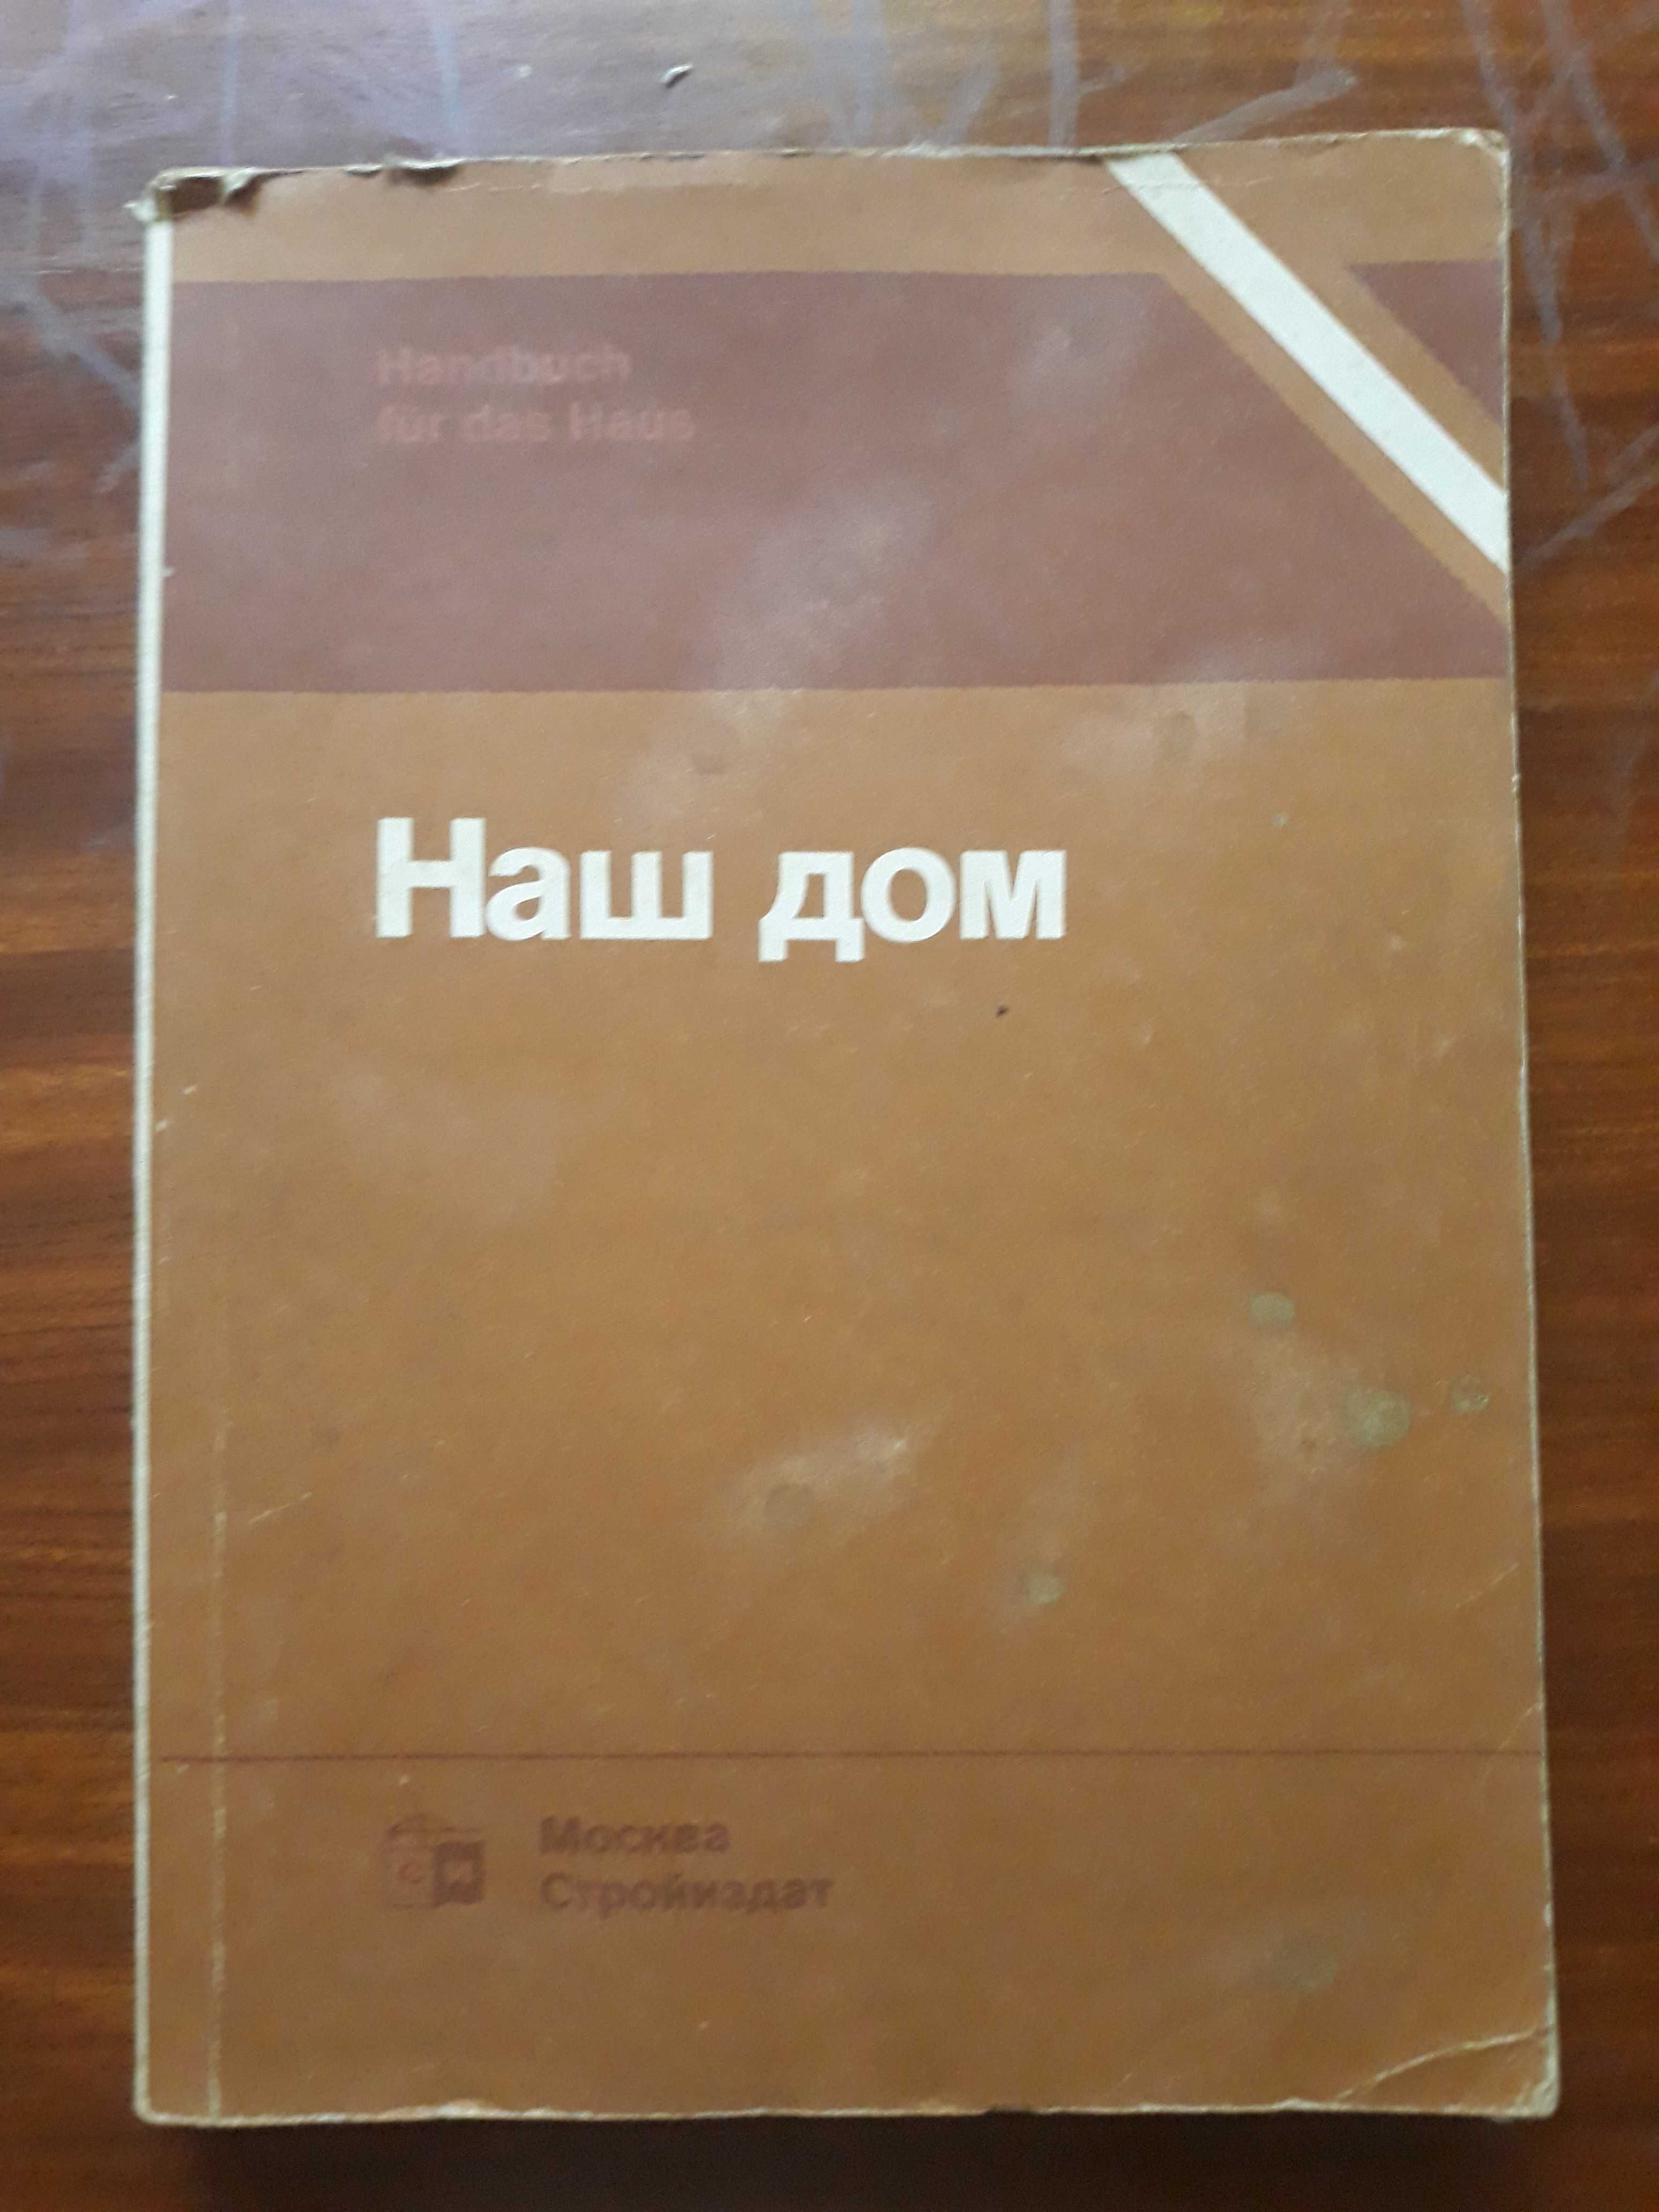 Handbuch
für das Haus
Наш дом
Москва
Стройиздат